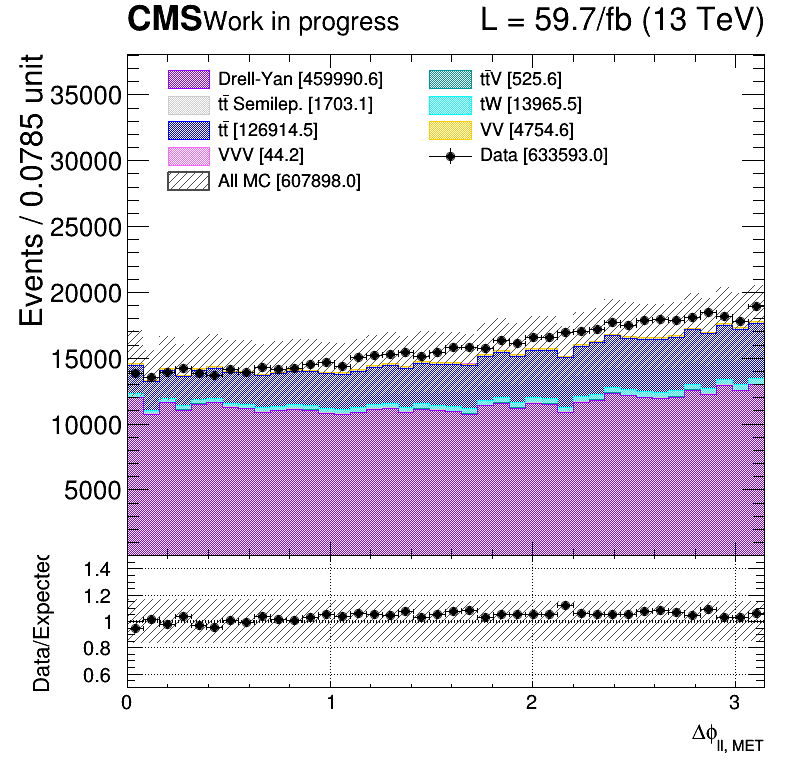 CMS Work in progress L = 59.7/fb (13 TeV)
Events / 0.0785 unit
35000
30000
25000
20000
15000
10000
5000
Drell-Yan [459990.6]
tt̄ Semilep. [1703.1]
tt̄ [126914.5]
VVV [44.2]
All MC [607898.0]
tt̄V [525.6]
tW [13965.5]
VV [4754.6]
Data [633593.0]
Data/Expected
1.4
1.2
1
0.8
0.6
0 1 2 3
Δϕll, MET